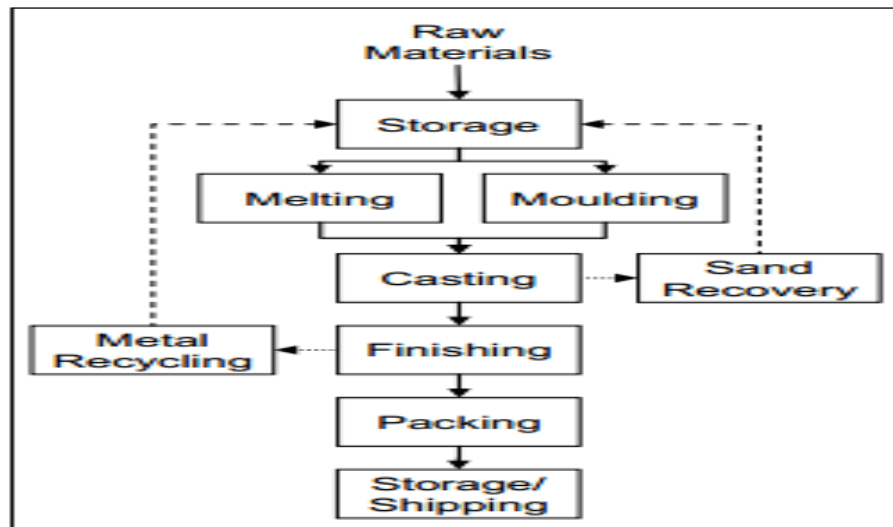 Raw
Materials
Storage
Melting
Moulding
Casting
Sand
Recovery
Metal
Recycling
Finishing
Packing
Storage/
Shipping